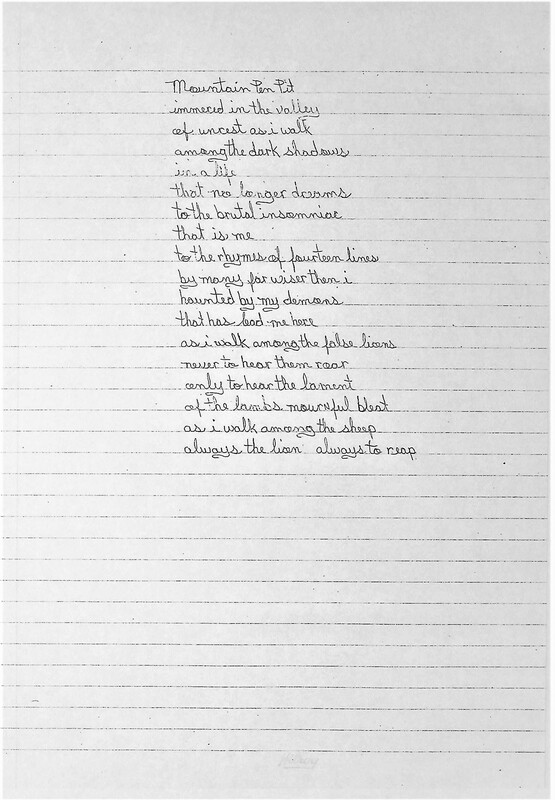 Mountain Pen Pit
immersed in the valley
of uncest as i walk
among the dark shadows
in a life
that no longer dreams
to the brutal insomniac
that is me
to the rhymes of fourteen lines
by many far wiser then i
haunted by my demons
that has lead me here
as i walk among the false lions
never to hear them roar
only to hear the lament
of the lamb's mournful bleat
as i walk among the sheep
always the lion always to reap